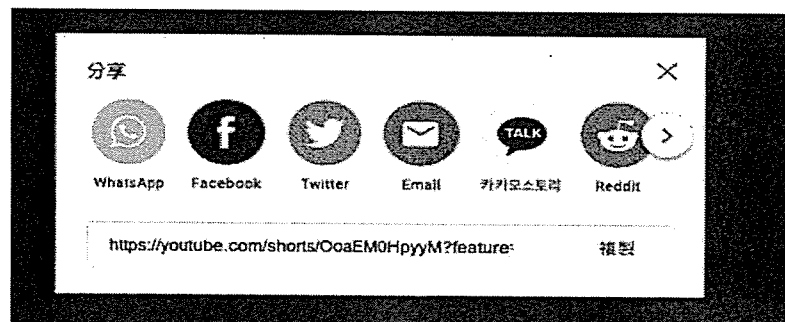 分享
TALK
WhatsApp Facebook Twitter Email 카카오스토리 Reddit
https://youtube.com/shorts/OoaEM0HpyyM?feature=
複製